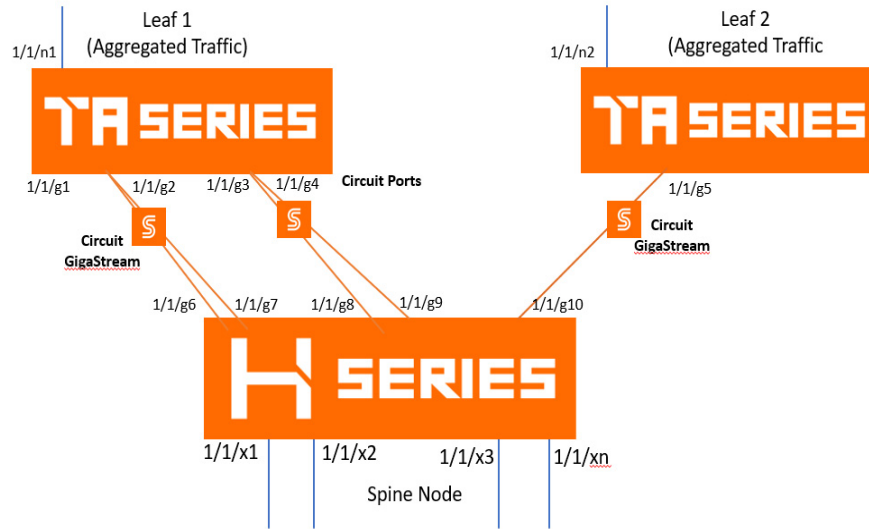 Leaf 1
(Aggregated Traffic)
Leaf 2
(Aggregated Traffic
1/1/n1
1/1/n2
TA SERIES
TA SERIES
1/1/g1
1/1/g2
1/1/g3
1/1/g4
Circuit Ports
1/1/g5
S
S
S
Circuit
GigaStream
Circuit
GigaStream
1/1/g6
1/1/g7
1/1/g8
1/1/g9
1/1/g10
H SERIES
1/1/x1
1/1/x2
1/1/x3
1/1/xn
Spine Node